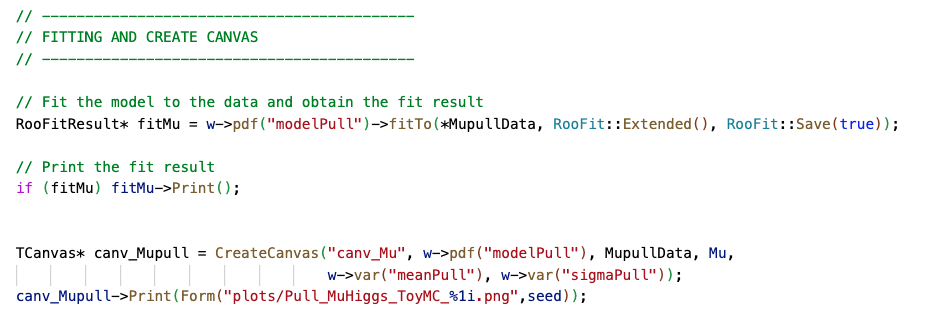 // -------------------------------------------
// FITTING AND CREATE CANVAS
// -------------------------------------------
// Fit the model to the data and obtain the fit result
RooFitResult* fitMu = w->pdf("modelPull")->fitTo(*MupullData, RooFit::Extended(), RooFit::Save(true));
// Print the fit result
if (fitMu) fitMu->Print();
TCanvas* canv_Mupull = CreateCanvas("canv_Mu", w->pdf("modelPull"), MupullData, Mu,
w->var("meanPull"), w->var("sigmaPull"));
canv_Mupull->Print(Form("plots/Pull_MuHiggs_ToyMC_%1i.png",seed));